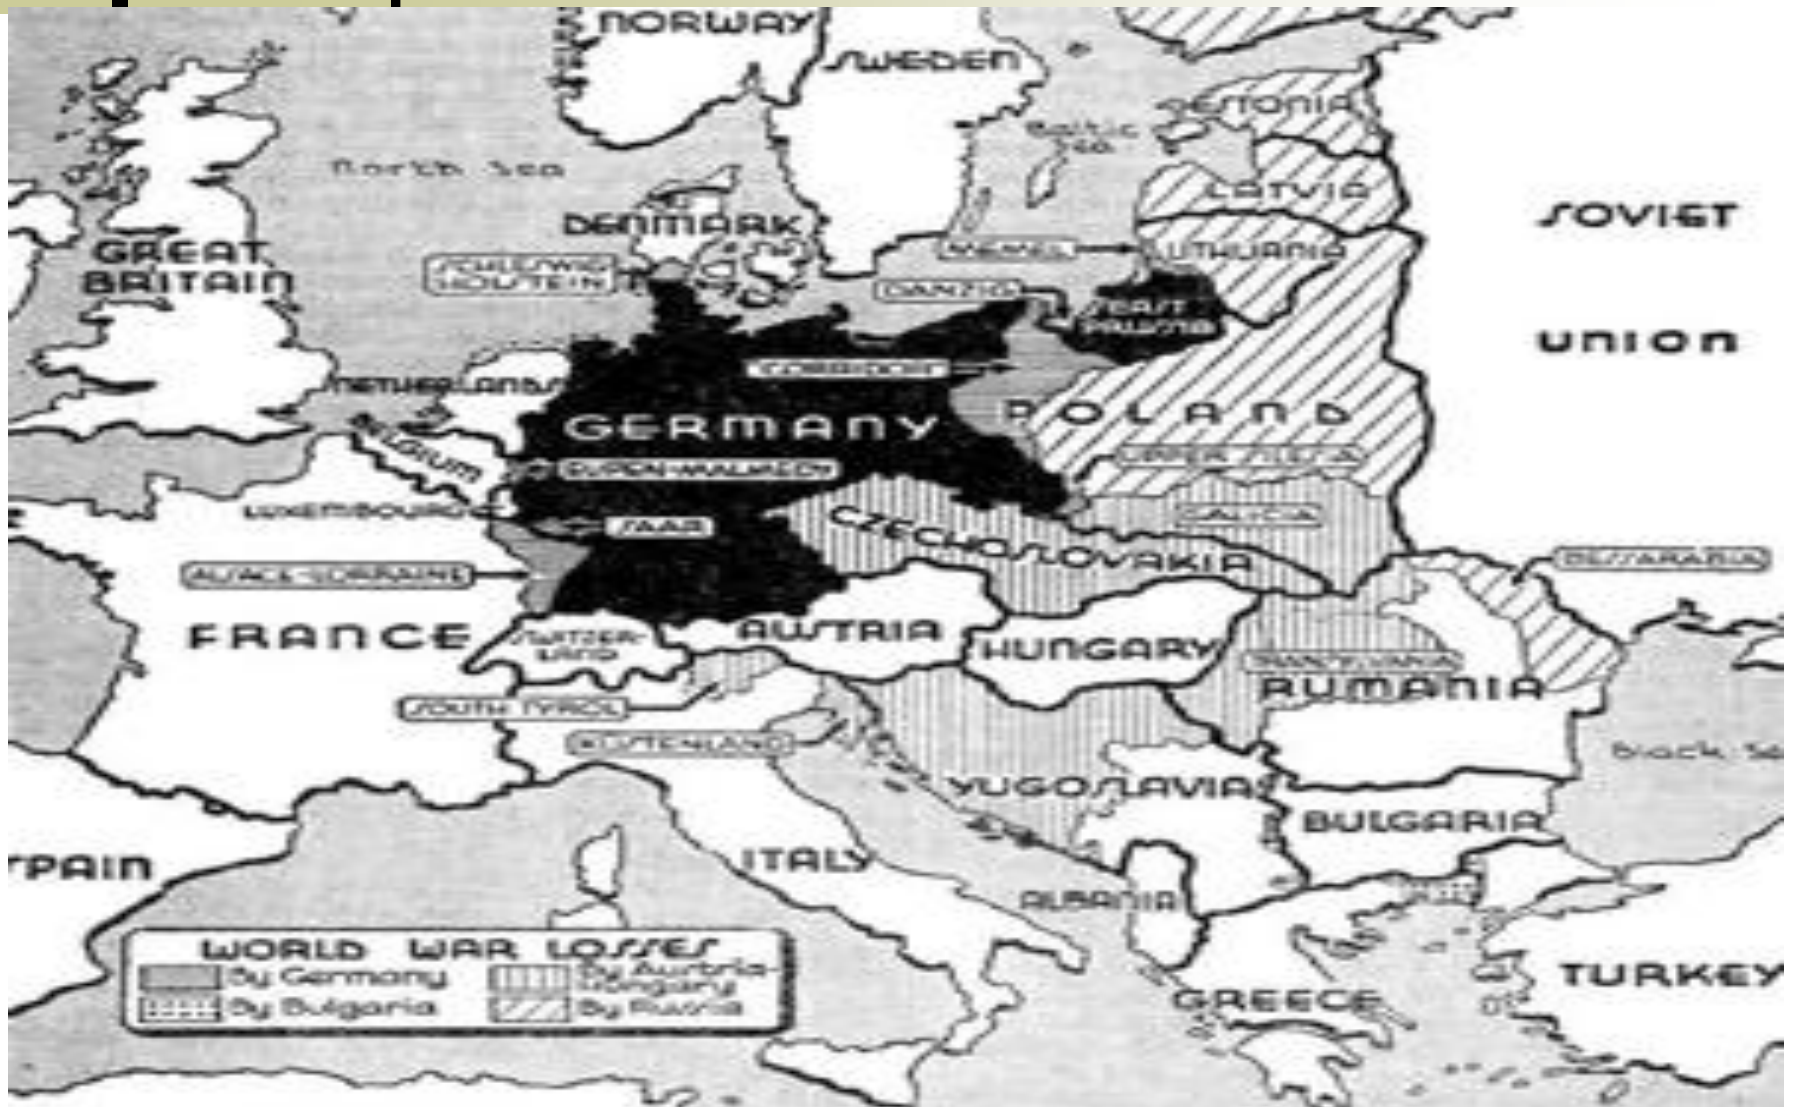 NORWAY
SWEDEN
ESTONIA
Baltic
Sea
North Sea
LATVIA
SOVIET
DENMARK
GREAT
BRITAIN
MEMEL
LITHUANIA
SCHLESWIG
HOLSTEIN
DANZIG
EAST
PRUSSIA
UNION
CORRIDOR
NETHERLANDS
POLAND
GERMANY
BELGIUM
UPPER SILESIA
EUPEN-MALMEDY
LUXEMBOURG
GALICIA
SAAR
CZECHOSLOVAKIA
BESSARABIA
ALSACE-LORRAINE
FRANCE
SWITZER-
LAND
AUSTRIA
HUNGARY
TRANSYLVANIA
RUMANIA
SOUTH TYROL
KUSTENLAND
Black Se
YUGOSLAVIA
BULGARIA
SPAIN
ITALY
ALBANIA
WORLD WAR LOSSES
By Germany
By Austria-
Hungary
By Bulgaria
By Russia
TURKEY
GREECE